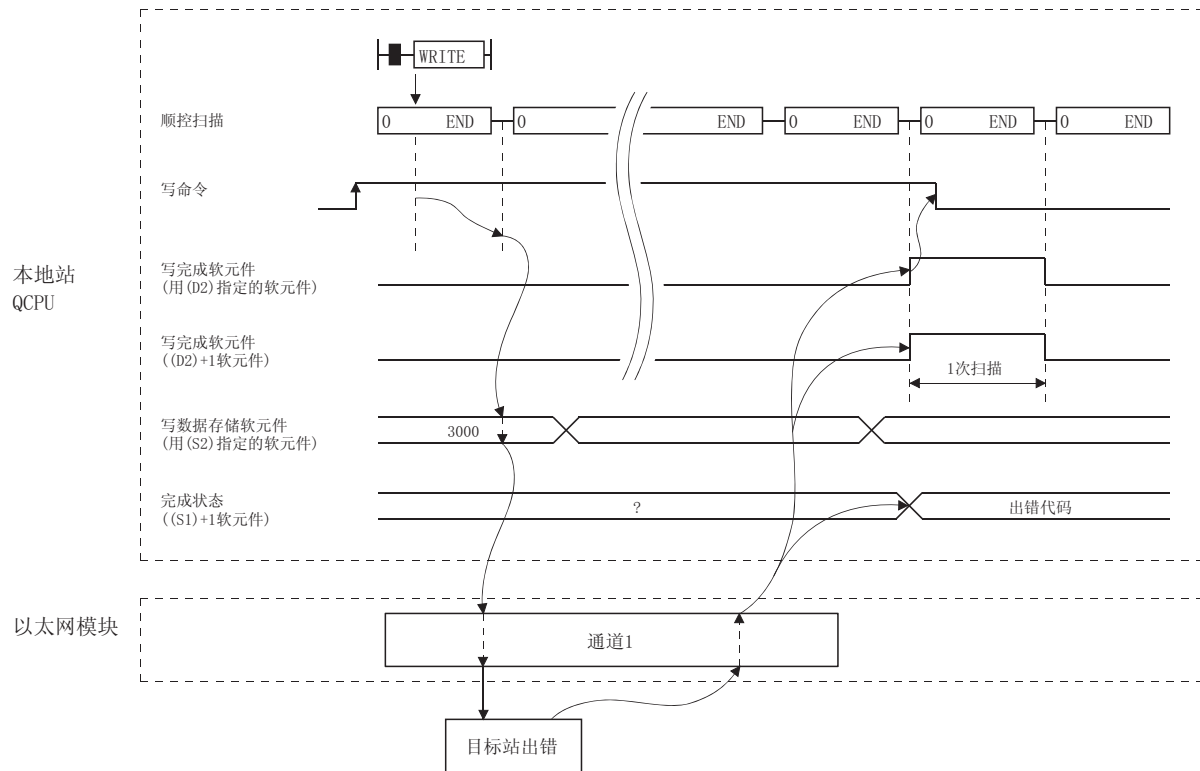 WRITE
顺控扫描
0 END 0 END 0 END 0 END 0 END
写命令
本地站
QCPU
写完成软元件
(用(D2)指定的软元件)
写完成软元件
((D2)+1软元件)
1次扫描
写数据存储软元件
(用(S2)指定的软元件)
3000
完成状态
((S1)+1软元件)
?
出错代码
以太网模块
通道1
目标站出错